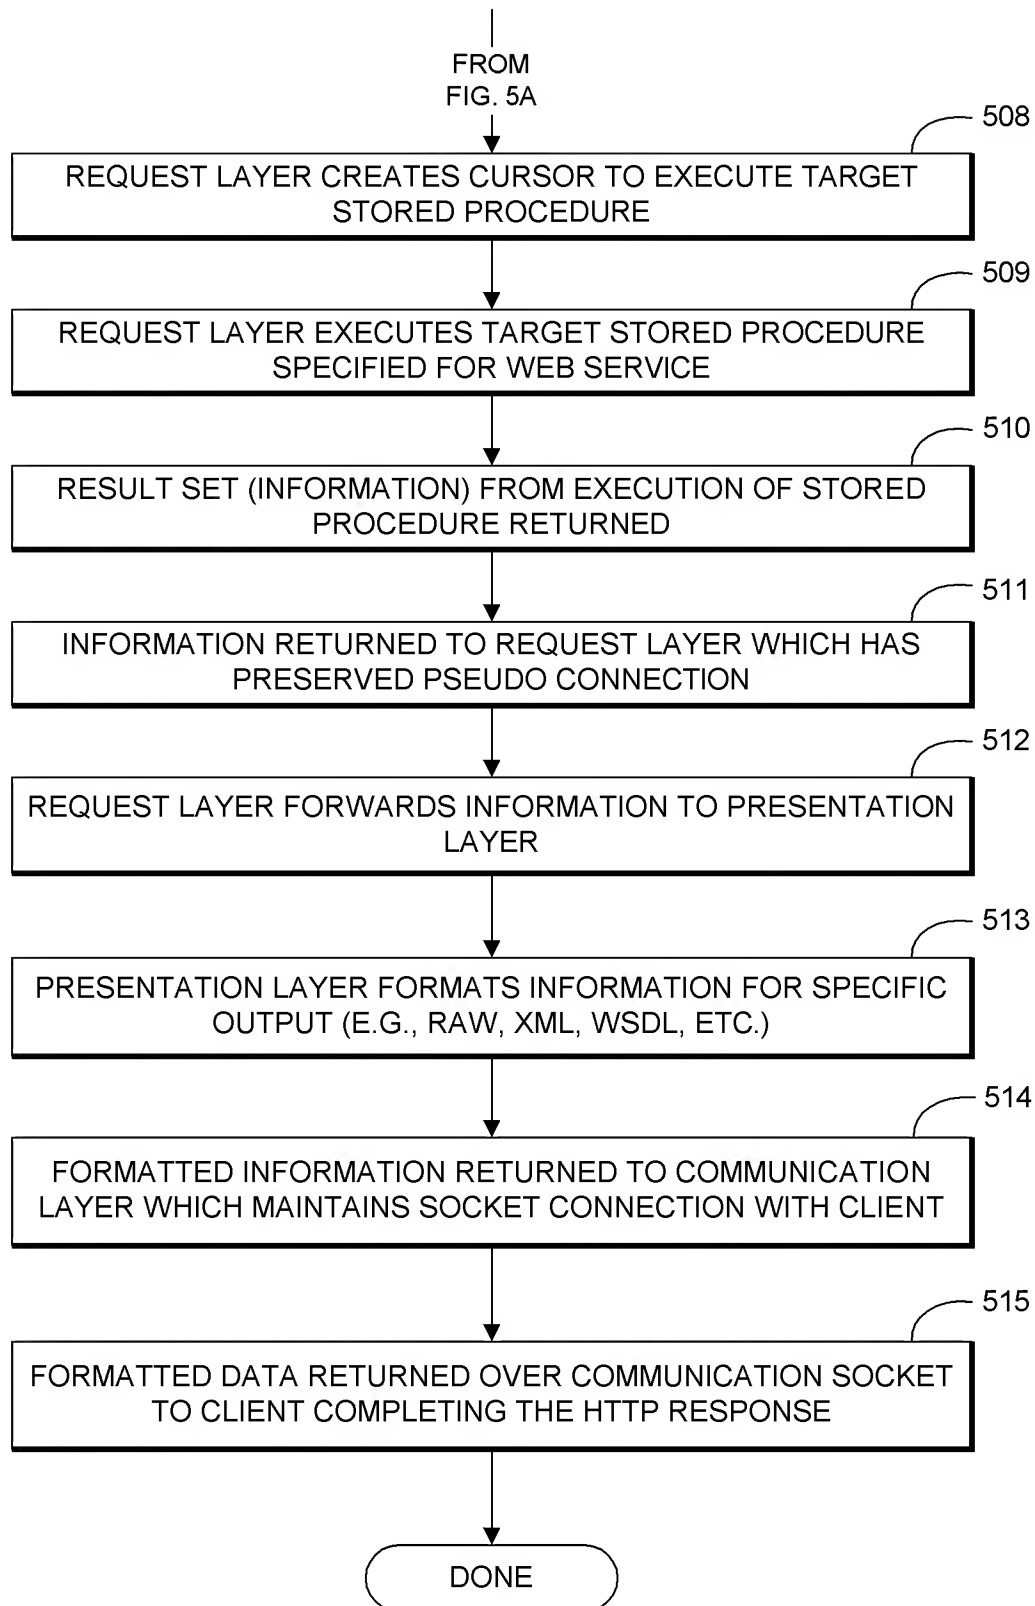 FROM
FIG. 5A
508
REQUEST LAYER CREATES CURSOR TO EXECUTE TARGET
STORED PROCEDURE
509
REQUEST LAYER EXECUTES TARGET STORED PROCEDURE
SPECIFIED FOR WEB SERVICE
510
RESULT SET (INFORMATION) FROM EXECUTION OF STORED
PROCEDURE RETURNED
511
INFORMATION RETURNED TO REQUEST LAYER WHICH HAS
PRESERVED PSEUDO CONNECTION
512
REQUEST LAYER FORWARDS INFORMATION TO PRESENTATION
LAYER
513
PRESENTATION LAYER FORMATS INFORMATION FOR SPECIFIC
OUTPUT (E.G., RAW, XML, WSDL, ETC.)
514
FORMATTED INFORMATION RETURNED TO COMMUNICATION
LAYER WHICH MAINTAINS SOCKET CONNECTION WITH CLIENT
515
FORMATTED DATA RETURNED OVER COMMUNICATION SOCKET
TO CLIENT COMPLETING THE HTTP RESPONSE
DONE